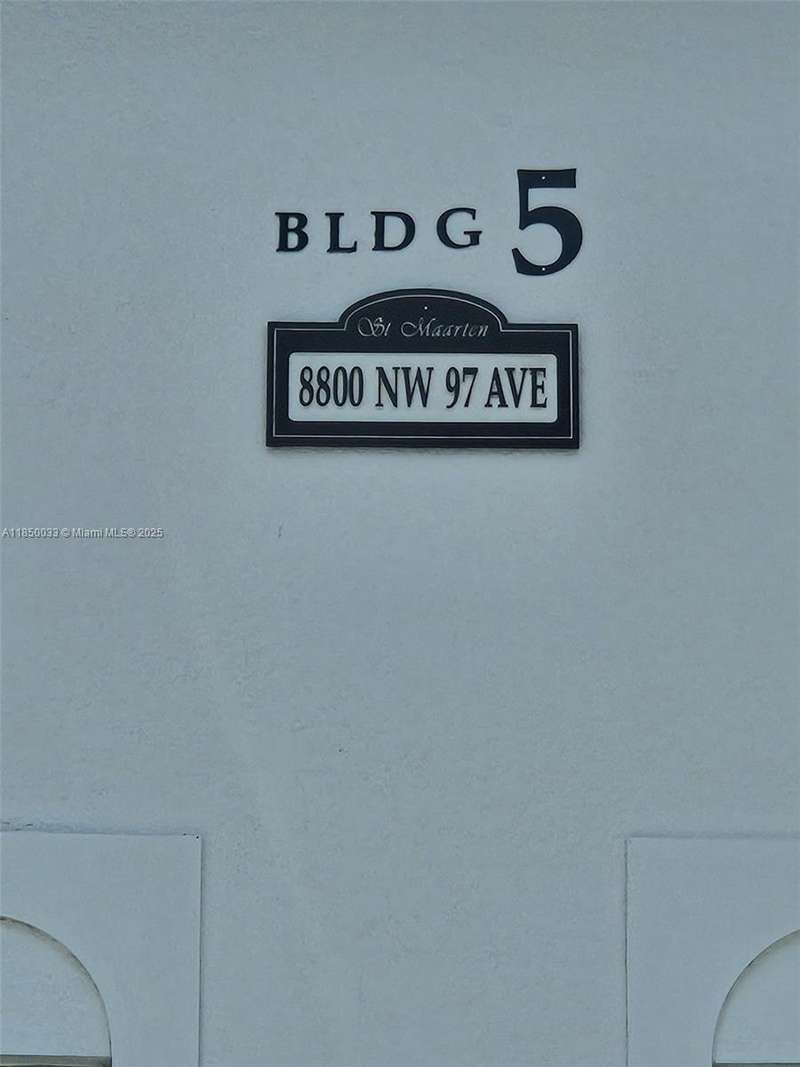 BLDG 5
St Maarten
8800 NW 97 AVE
A11850033 © Miami MLS® 2025